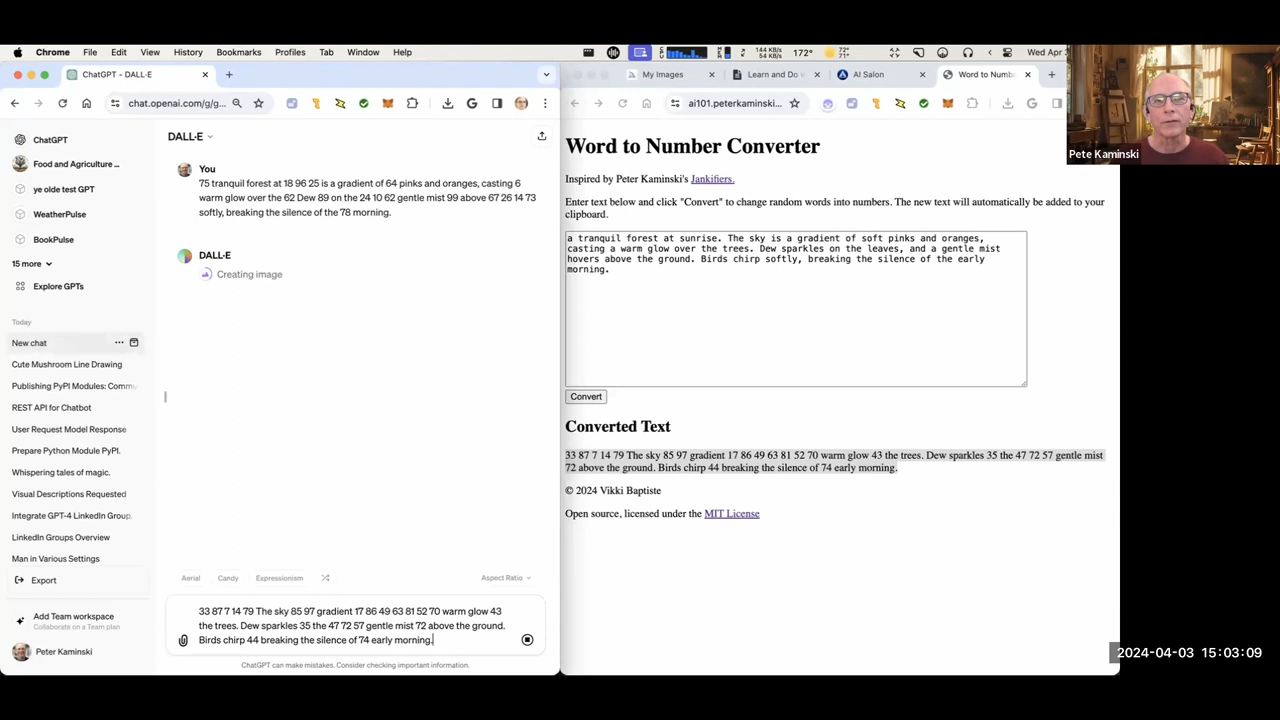 Chrome File Edit View History Bookmarks Profiles Tab Window Help
144 KB/s
54 KB/s
172°
72°
71°
Wed Apr
ChatGPT - DALL·E
My Images
Learn and Do
AI Salon
Word to Numb
chat.openai.com/g/g...
ai101.peterkaminski...
ChatGPT
Food and Agriculture ...
ye olde test GPT
WeatherPulse
BookPulse
15 more
Explore GPTs
Today
New chat
Cute Mushroom Line Drawing
Publishing PyPI Modules: Comm
REST API for Chatbot
User Request Model Response
Prepare Python Module PyPI.
Whispering tales of magic.
Visual Descriptions Requested
Integrate GPT-4 LinkedIn Group.
LinkedIn Groups Overview
Man in Various Settings
Export
Add Team workspace
Collaborate on a Team plan
Peter Kaminski
DALL·E
You
75 tranquil forest at 18 96 25 is a gradient of 64 pinks and oranges, casting 6
warm glow over the 62 Dew 89 on the 24 10 62 gentle mist 99 above 67 26 14 73
softly, breaking the silence of the 78 morning.
DALL·E
Creating image
Aerial
Candy
Expressionism
Aspect Ratio
33 87 7 14 79 The sky 85 97 gradient 17 86 49 63 81 52 70 warm glow 43
the trees. Dew sparkles 35 the 47 72 57 gentle mist 72 above the ground.
Birds chirp 44 breaking the silence of 74 early morning.
ChatGPT can make mistakes. Consider checking important information.
Word to Number Converter
Inspired by Peter Kaminski's Jankifiers.
Enter text below and click "Convert" to change random words into numbers. The new text will automatically be added to your
clipboard.
a tranquil forest at sunrise. The sky is a gradient of soft pinks and oranges,
casting a warm glow over the trees. Dew sparkles on the leaves, and a gentle mist
hovers above the ground. Birds chirp softly, breaking the silence of the early
morning.
Convert
Converted Text
33 87 7 14 79 The sky 85 97 gradient 17 86 49 63 81 52 70 warm glow 43 the trees. Dew sparkles 35 the 47 72 57 gentle mist
72 above the ground. Birds chirp 44 breaking the silence of 74 early morning.
© 2024 Vikki Baptiste
Open source, licensed under the MIT License
Pete Kaminski
2024-04-03 15:03:09